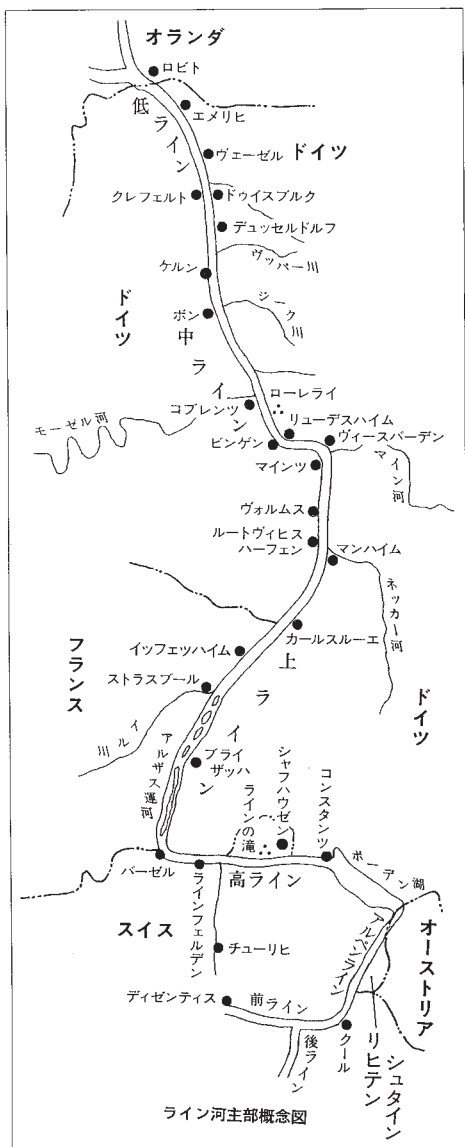 オランダ
ロビト
低ライン
エメリヒ
ヴェーゼル
ドイツ
クレフェルト
ドゥイスブルク
デュッセルドルフ
ヴッパー川
ケルン
ドイツ
ジーク川
ボン
中ライン
ローレライ
コブレンツ
リューデスハイム
モーゼル河
ビンゲン
ヴィースバーデン
マインツ
マイン河
ヴォルムス
ルートヴィヒス
ハーフェン
マンハイム
ネッカー河
カールスルーエ
フランス
イッフェツハイム
上ライン
ストラスブール
ドイツ
イル川
アルザス運河
ブライ
ザッハ
シャフハウゼン
ラインの滝
コンスタンツ
ボーデン湖
バーゼル
高ライン
ラインフェルデン
スイス
アルペンライン
オーストリア
チューリヒ
ディゼンティス
前ライン
後ライン
クール
リヒテン
シュタイン
ライン河主部概念図